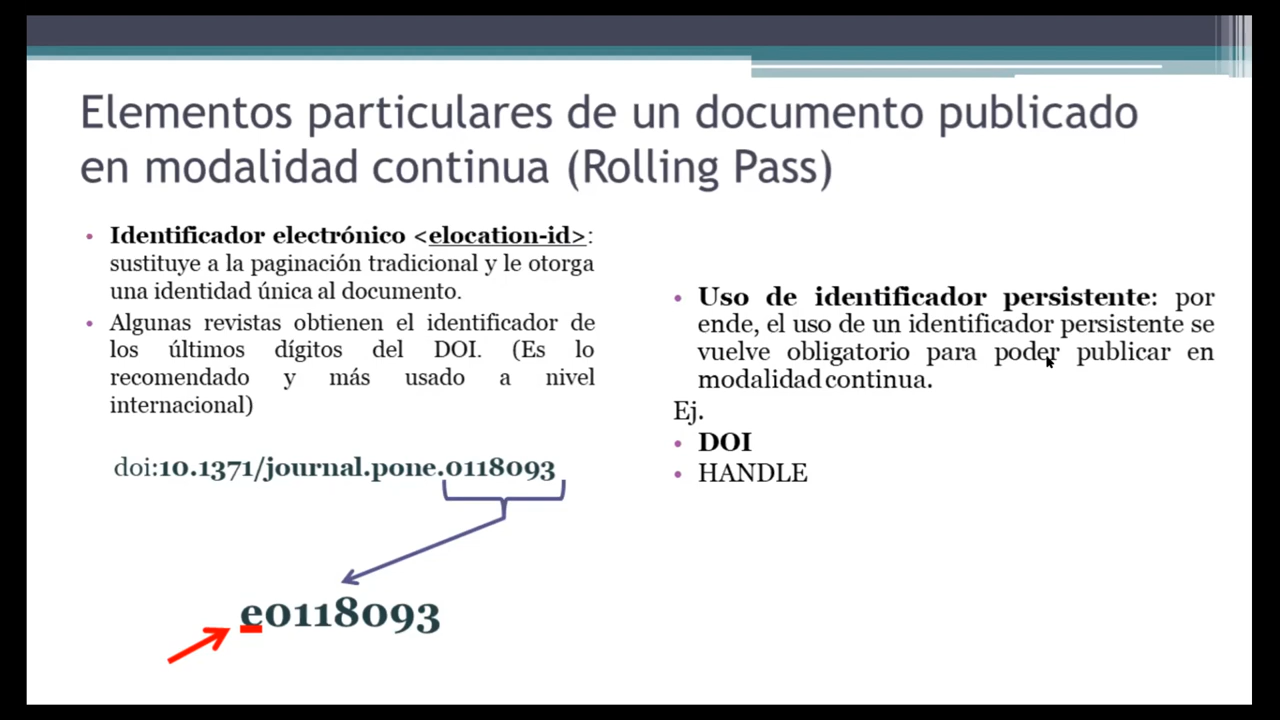 Elementos particulares de un documento publicado
en modalidad continua (Rolling Pass)
• Identificador electrónico <elocation-id>:
sustituye a la paginación tradicional y le otorga
una identidad única al documento.
• Algunas revistas obtienen el identificador de
los últimos dígitos del DOI. (Es lo
recomendado y más usado a nivel
internacional)
doi:10.1371/journal.pone.0118093
e0118093
• Uso de identificador persistente: por
ende, el uso de un identificador persistente se
vuelve obligatorio para poder publicar en
modalidad continua.
Ej.
• DOI
• HANDLE